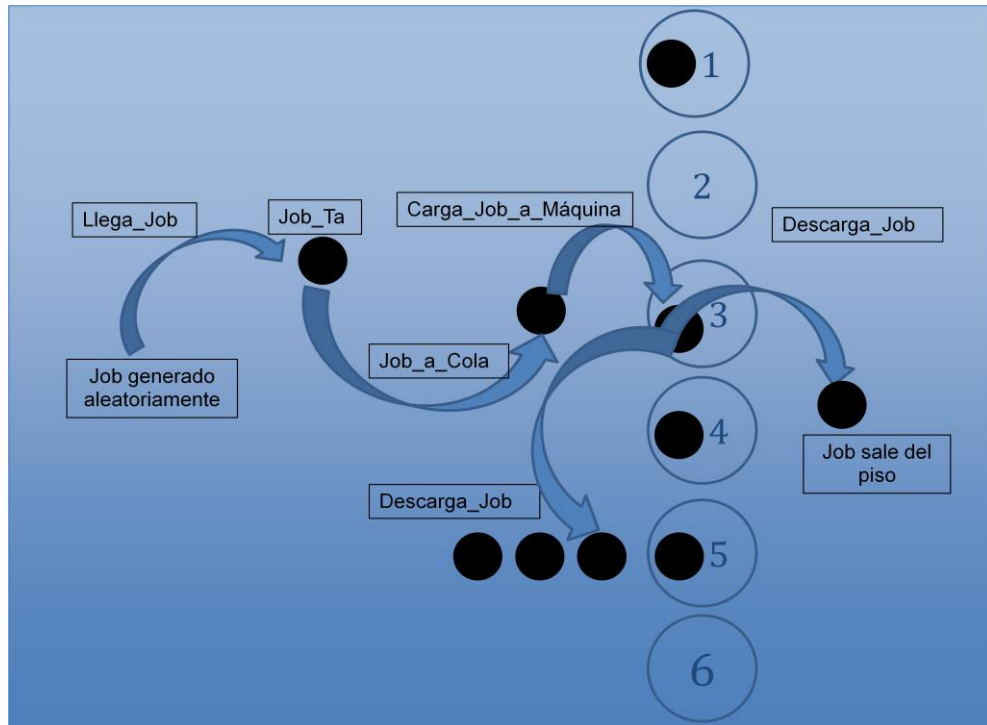 1
2
Llega_Job
Job_Ta
Carga_Job_a_Máquina
Descarga_Job
3
Job generado
aleatoriamente
Job_a_Cola
4
Job sale del
piso
Descarga_Job
5
6